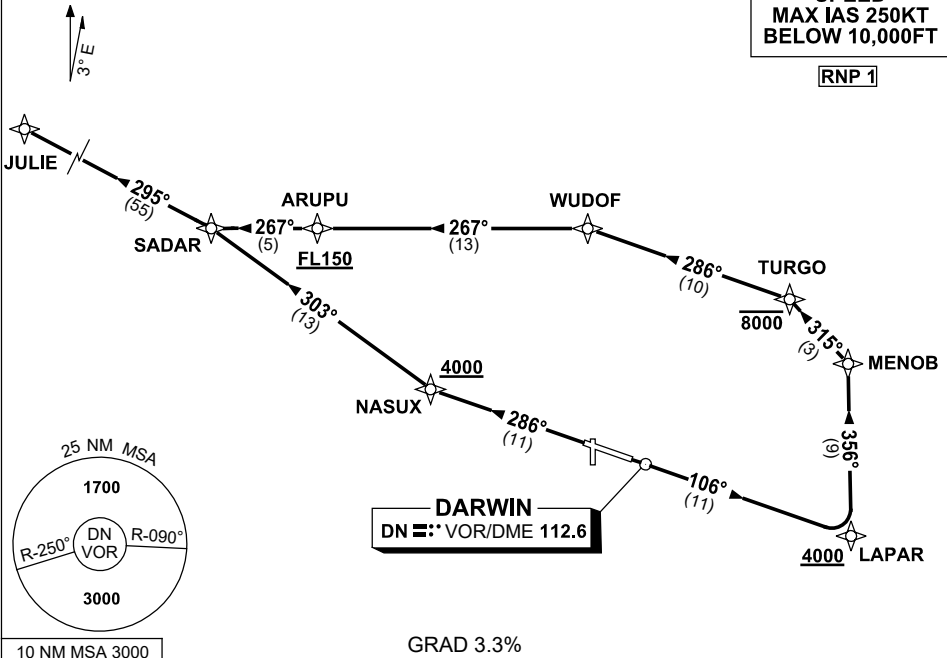 SPEED
MAX IAS 250KT
BELOW 10,000FT
RNP 1
3° E
JULIE
295°
(55)
SADAR
267°
(5)
ARUPU
FL150
267°
(13)
WUDOF
286°
(10)
TURGO
8000
315°
(3)
MENOB
303°
(13)
4000
NASUX
286°
(11)
356°
(9)
106°
(11)
4000
LAPAR
DARWIN
DN VOR/DME 112.6
25 NM MSA
1700
R-250°
DN
VOR
R-090°
3000
10 NM MSA 3000
GRAD 3.3%